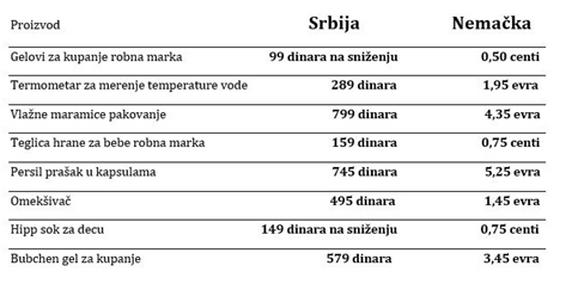 Proizvod Srbija Nemačka
Gelovi za kupanje robna marka 99 dinara na sniženju 0,50 centi
Termometar za merenje temperature vode 289 dinara 1,95 evra
Vlažne maramice pakovanje 799 dinara 4,35 evra
Teglica hrane za bebe robna marka 159 dinara 0,75 centi
Persil prašak u kapsulama 745 dinara 5,25 evra
Omekšivač 495 dinara 1,45 evra
Hipp sok za decu 149 dinara na sniženju 0,75 centi
Bubchen gel za kupanje 579 dinara 3,45 evra